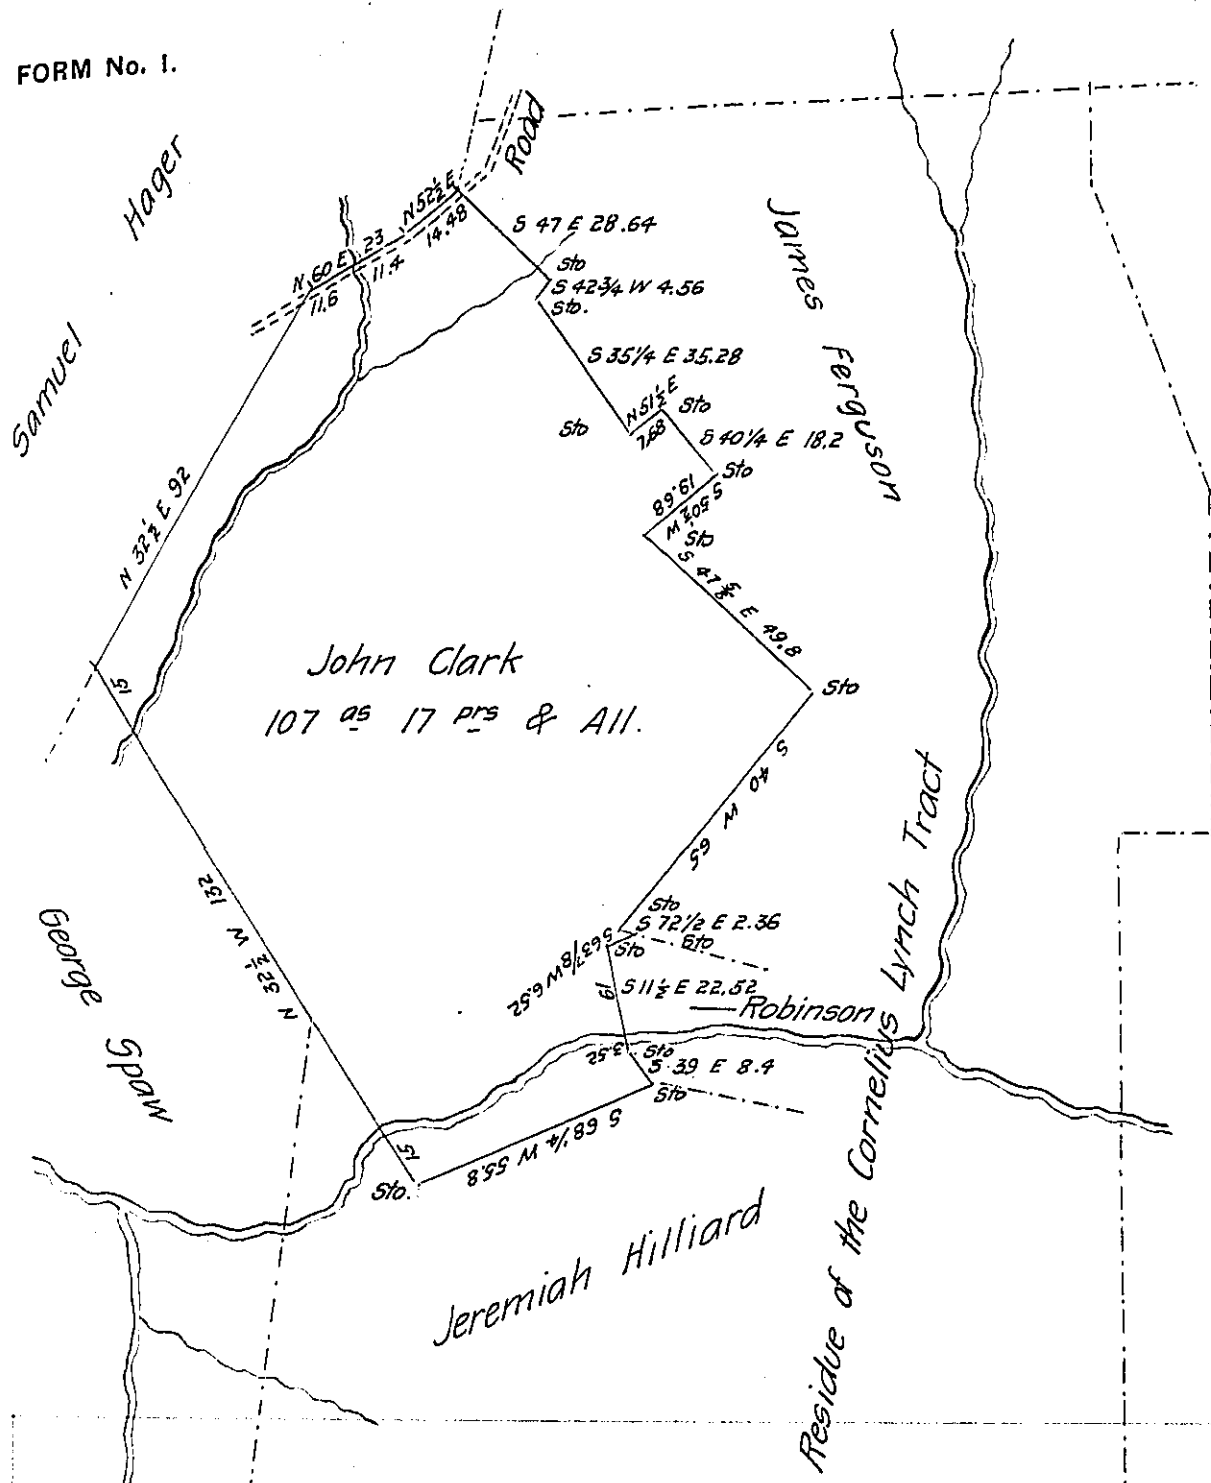 FORM No. 1.
Samuel Hager
Road
N 52½ E
14.48
N 60 E 23
11.6
11.4
S 47 E 28.64
Sto
S 42¾ W 4.56
Sto.
S 35¼ E 35.28
Sto
N 51½ E
7.68
Sto
S 40¼ E 18.2
Sto
S 50½ W
19.68
Sto
S 47⅝ E 49.8
Sto
James Ferguson
N 32½ E 92
15
John Clark
107 as 17 prs & All.
S 40 W 65
Sto
S 72½ E 2.36
Sto
Sto
S 63⅞ W 6.52
S 11½ E 22.52
19
Robinson
3.52
Sto
S 39 E 8.4
Sto
S 68¼ W 55.8
Sto.
15
N 32½ W 132
George Spaw
Jeremiah Hilliard
Residue of the Cornelius Lynch Tract